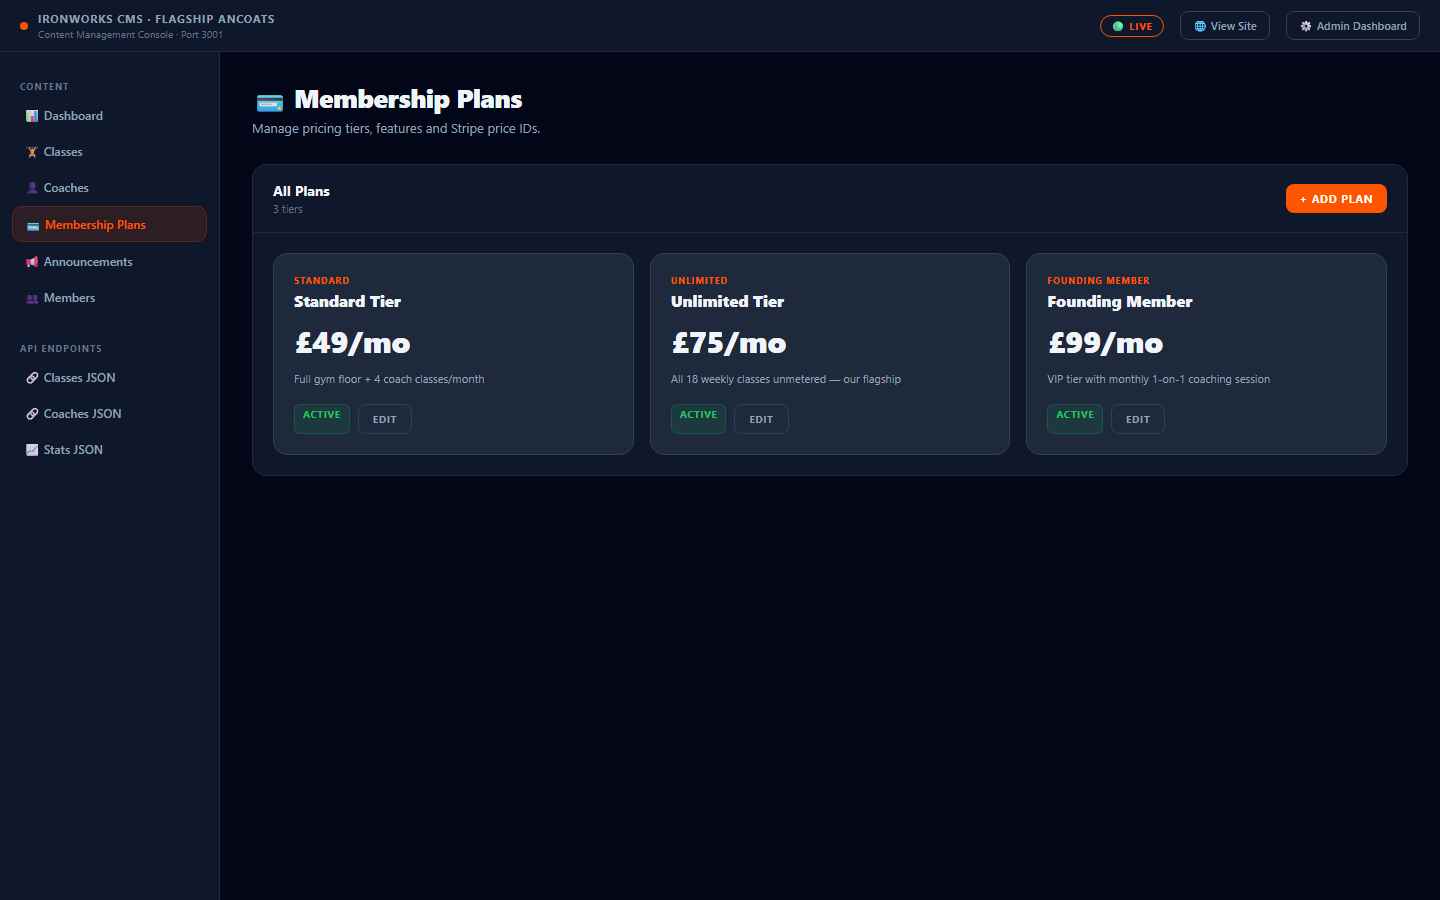 IRONWORKS CMS · FLAGSHIP ANCOATS
Content Management Console · Port 3001
LIVE
View Site
Admin Dashboard
CONTENT
Dashboard
Classes
Coaches
Membership Plans
Announcements
Members
API ENDPOINTS
Classes JSON
Coaches JSON
Stats JSON
Membership Plans
Manage pricing tiers, features and Stripe price IDs.
All Plans
3 tiers
+ ADD PLAN
STANDARD
Standard Tier
£49/mo
Full gym floor + 4 coach classes/month
ACTIVE
EDIT
UNLIMITED
Unlimited Tier
£75/mo
All 18 weekly classes unmetered — our flagship
ACTIVE
EDIT
FOUNDING MEMBER
Founding Member
£99/mo
VIP tier with monthly 1-on-1 coaching session
ACTIVE
EDIT